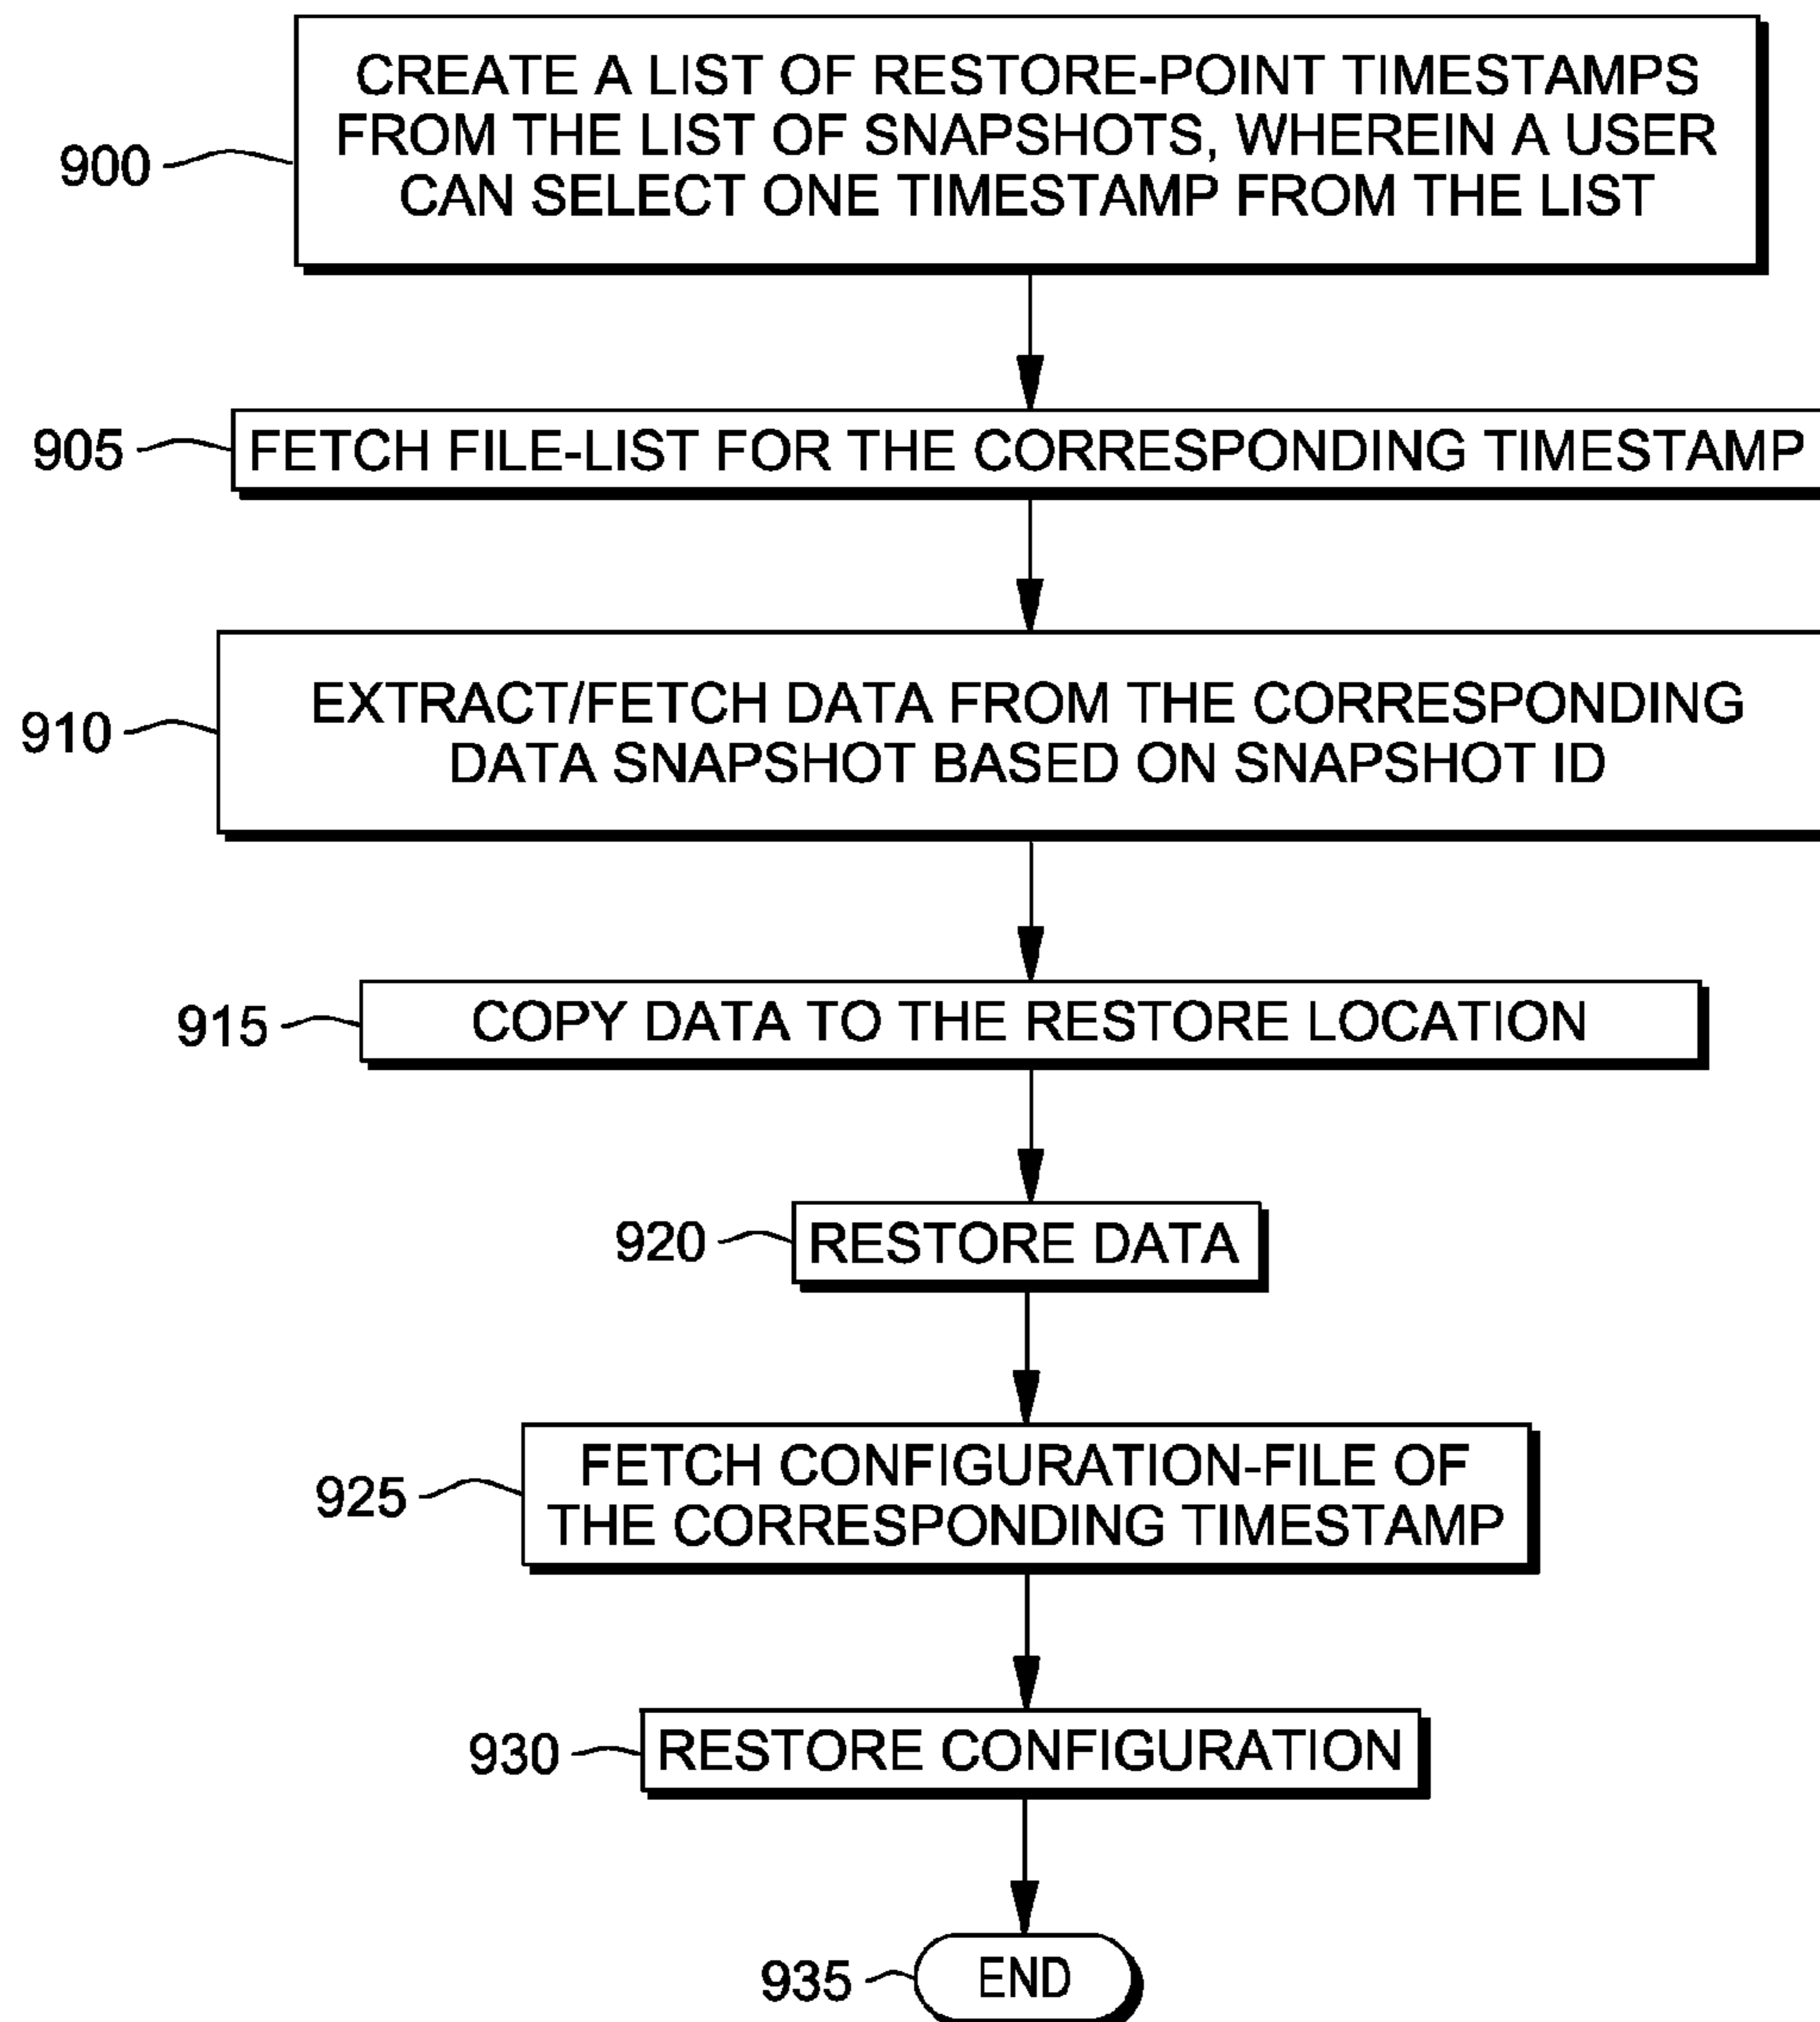 CREATE A LIST OF RESTORE-POINT TIMESTAMPS
FROM THE LIST OF SNAPSHOTS, WHEREIN A USER
CAN SELECT ONE TIMESTAMP FROM THE LIST
900
905
FETCH FILE-LIST FOR THE CORRESPONDING TIMESTAMP
EXTRACT/FETCH DATA FROM THE CORRESPONDING
DATA SNAPSHOT BASED ON SNAPSHOT ID
910
915
COPY DATA TO THE RESTORE LOCATION
920
RESTORE DATA
FETCH CONFIGURATION-FILE OF
THE CORRESPONDING TIMESTAMP
925
930
RESTORE CONFIGURATION
935
END